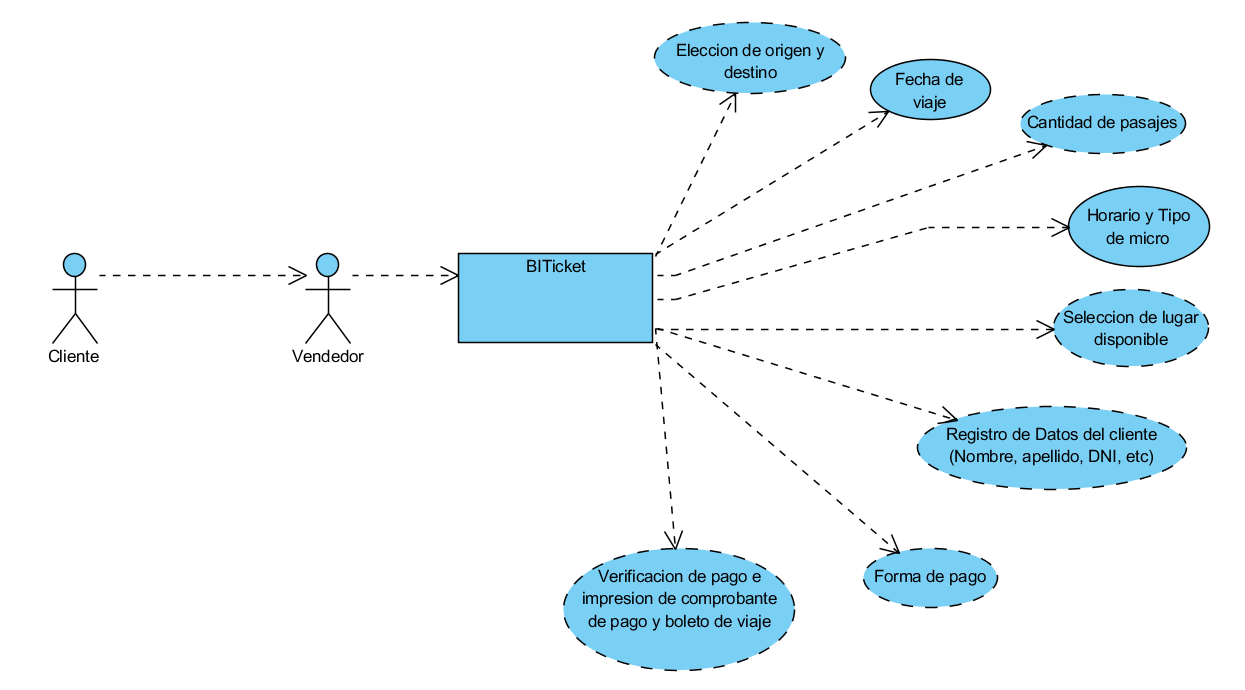 Eleccion de origen y
destino
Fecha de
viaje
Cantidad de pasajes
Horario y Tipo
de micro
BITicket
Seleccion de lugar
disponible
Cliente
Vendedor
Registro de Datos del cliente
(Nombre, apellido, DNI, etc)
Forma de pago
Verificacion de pago e
impresion de comprobante
de pago y boleto de viaje